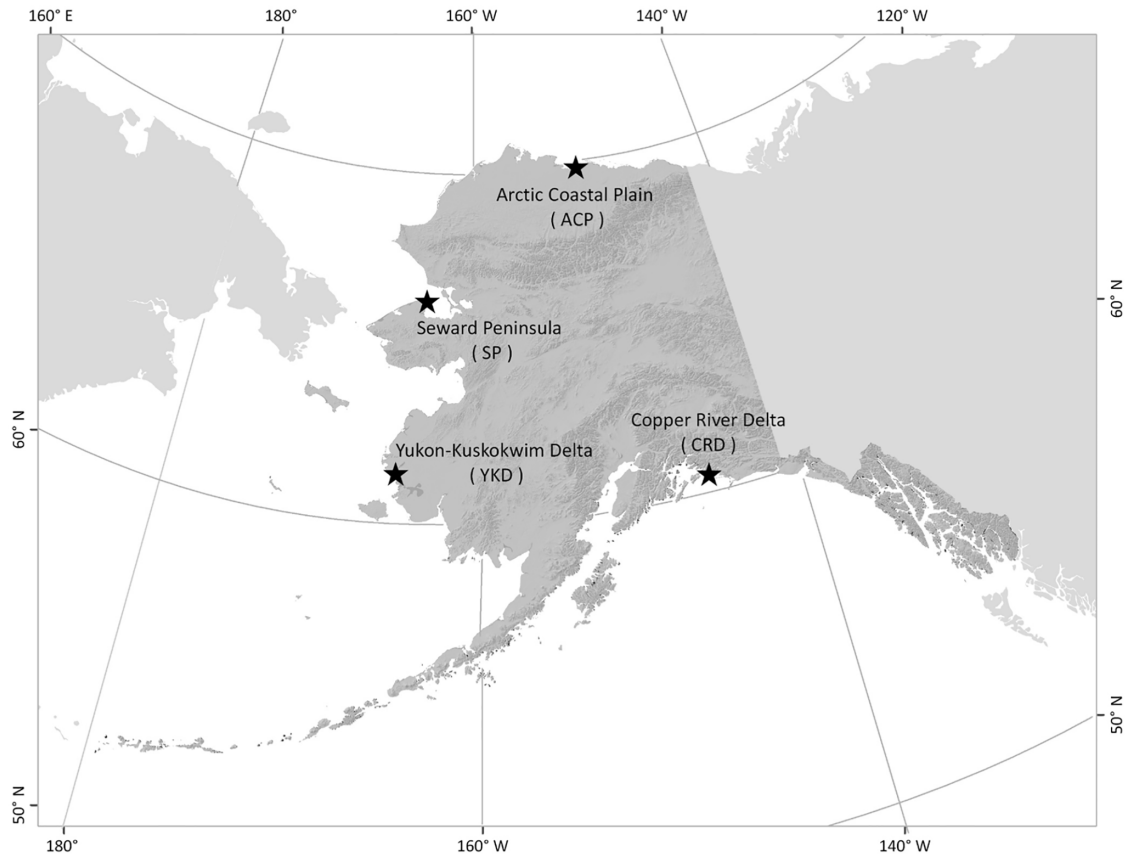 160° E
180°
160° W
140° W
120° W
Arctic Coastal Plain
( ACP )
60° N
Seward Peninsula
( SP )
60° N
Copper River Delta
( CRD )
Yukon-Kuskokwim Delta
( YKD )
50° N
50° N
180°
160° W
140° W